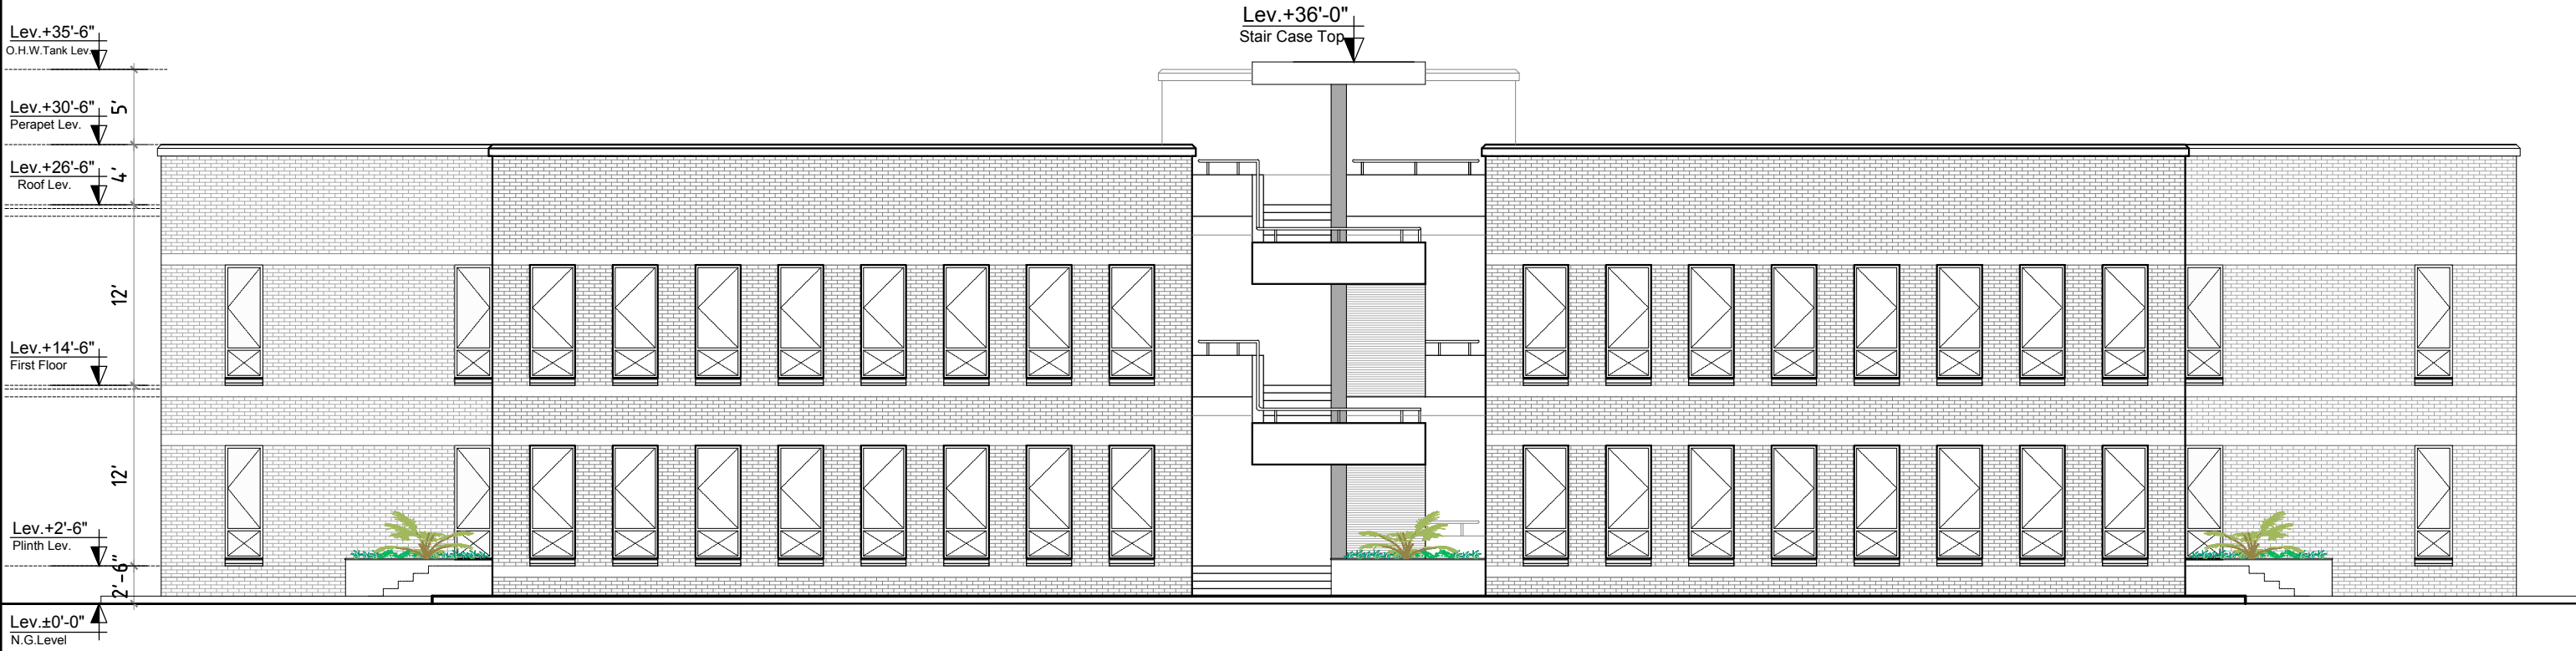 Lev.+36'-0"
Stair Case Top
Lev.+35'-6"
O.H.W.Tank Lev.
5'
Lev.+30'-6"
Perapet Lev.
4'
Lev.+26'-6"
Roof Lev.
12'
Lev.+14'-6"
First Floor
12'
Lev.+2'-6"
Plinth Lev.
2'-6"
Lev.±0'-0"
N.G.Level